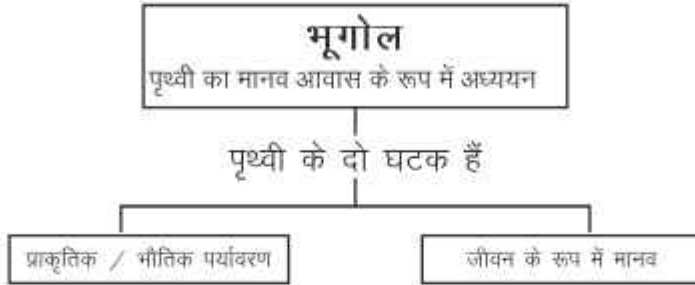 भूगोल
पृथ्वी का मानव आवास के रूप में अध्ययन
पृथ्वी के दो घटक हैं
प्राकृतिक / भौतिक पर्यावरण
जीवन के रूप में मानव